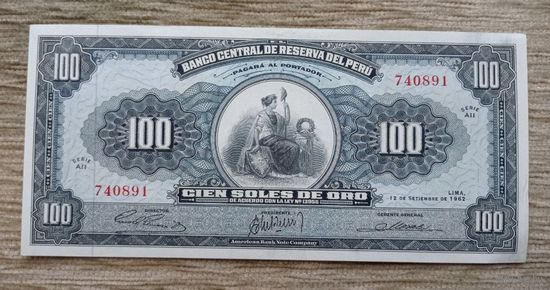 100 BANCO CENTRAL DE RESERVA DEL PERÚ 100
PAGARÁ AL PORTADOR
740891
SERIE
A11
100 100
SERIE
A11
740891
CIEN SOLES DE ORO
DE ACUERDO CON LA LEY Nº 13958
LIMA,
12 DE SETIEMBRE DE 1962
100 DIRECTOR PRESIDENTE GERENTE GENERAL 100
American Bank Note Company